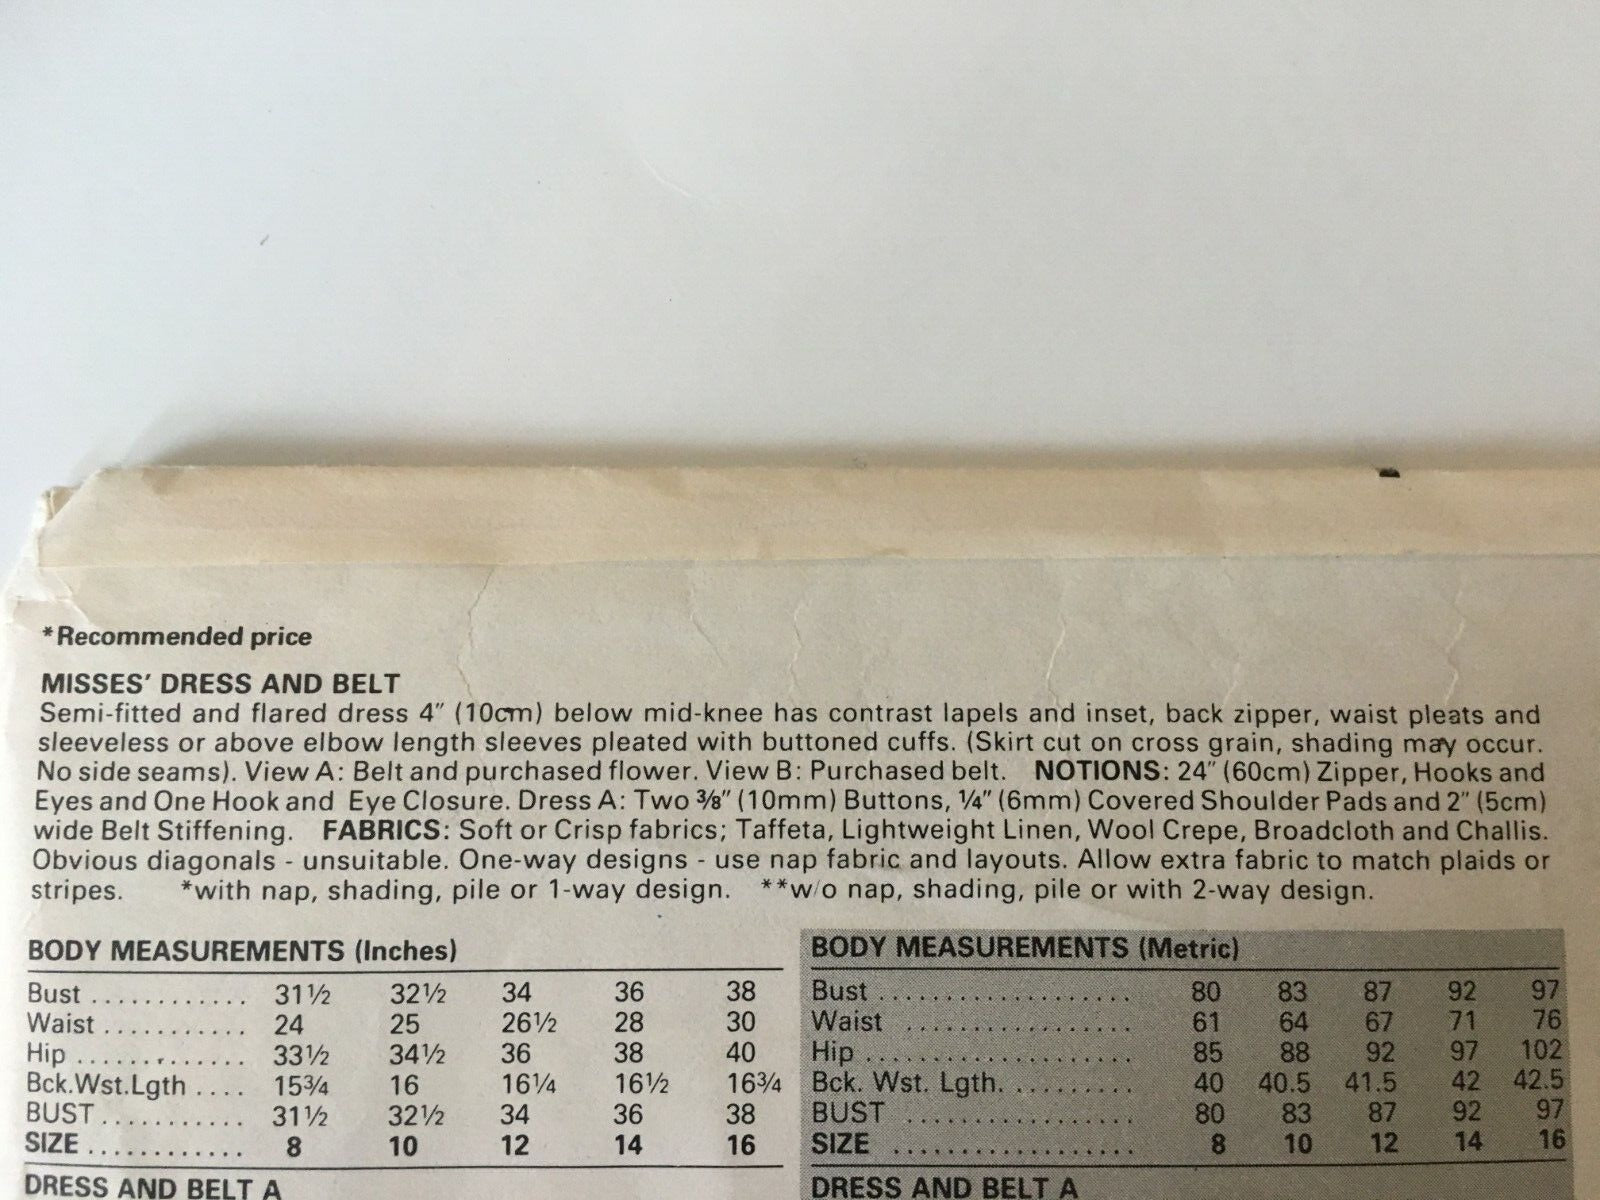 *Recommended price
MISSES' DRESS AND BELT
Semi-fitted and flared dress 4" (10cm) below mid-knee has contrast lapels and inset, back zipper, waist pleats and
sleeveless or above elbow length sleeves pleated with buttoned cuffs. (Skirt cut on cross grain, shading may occur.
No side seams). View A: Belt and purchased flower. View B: Purchased belt. NOTIONS: 24" (60cm) Zipper, Hooks and
Eyes and One Hook and Eye Closure. Dress A: Two ⅜" (10mm) Buttons, ¼" (6mm) Covered Shoulder Pads and 2" (5cm)
wide Belt Stiffening. FABRICS: Soft or Crisp fabrics; Taffeta, Lightweight Linen, Wool Crepe, Broadcloth and Challis.
Obvious diagonals - unsuitable. One-way designs - use nap fabric and layouts. Allow extra fabric to match plaids or
stripes. *with nap, shading, pile or 1-way design. **w/o nap, shading, pile or with 2-way design.
BODY MEASUREMENTS (Inches)
Bust .............. 31½ 32½ 34 36 38
Waist ............ 24 25 26½ 28 30
Hip .............. 33½ 34½ 36 38 40
Bck.Wst.Lgth .... 15¾ 16 16¼ 16½ 16¾
BUST ............ 31½ 32½ 34 36 38
SIZE ............ 8 10 12 14 16
DRESS AND BELT A
BODY MEASUREMENTS (Metric)
Bust .................... 80 83 87 92 97
Waist .................. 61 64 67 71 76
Hip .................... 85 88 92 97 102
Bck. Wst. Lgth. ......... 40 40.5 41.5 42 42.5
BUST .................. 80 83 87 92 97
SIZE .................. 8 10 12 14 16
DRESS AND BELT A